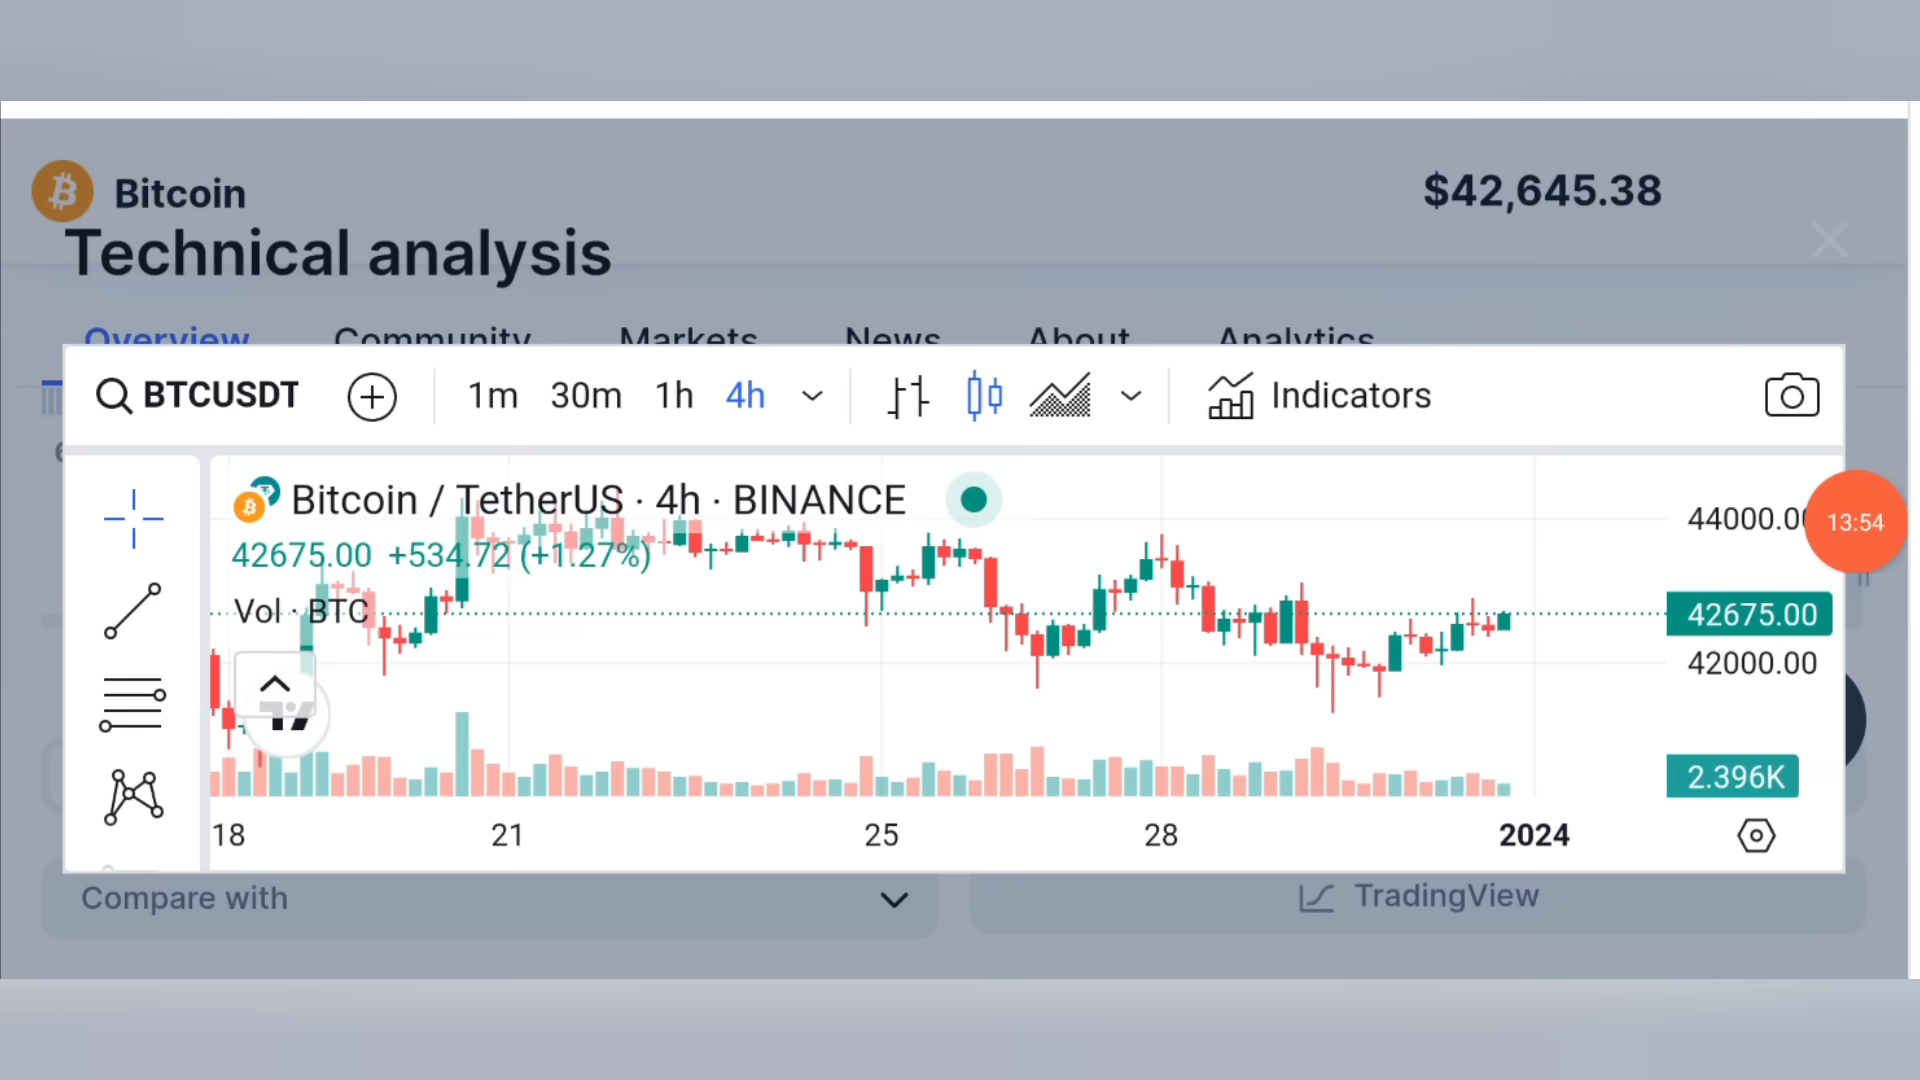 Bitcoin
$42,645.38
Technical analysis
Overview Community Markets News About Analytics
BTCUSDT 1m 30m 1h 4h Indicators
Bitcoin / TetherUS · 4h · BINANCE
44000.00
13:54
42675.00 +534.72 (+1.27%)
Vol · BTC
42675.00
42000.00
2.396K
18 21 25 28 2024
Compare with
TradingView